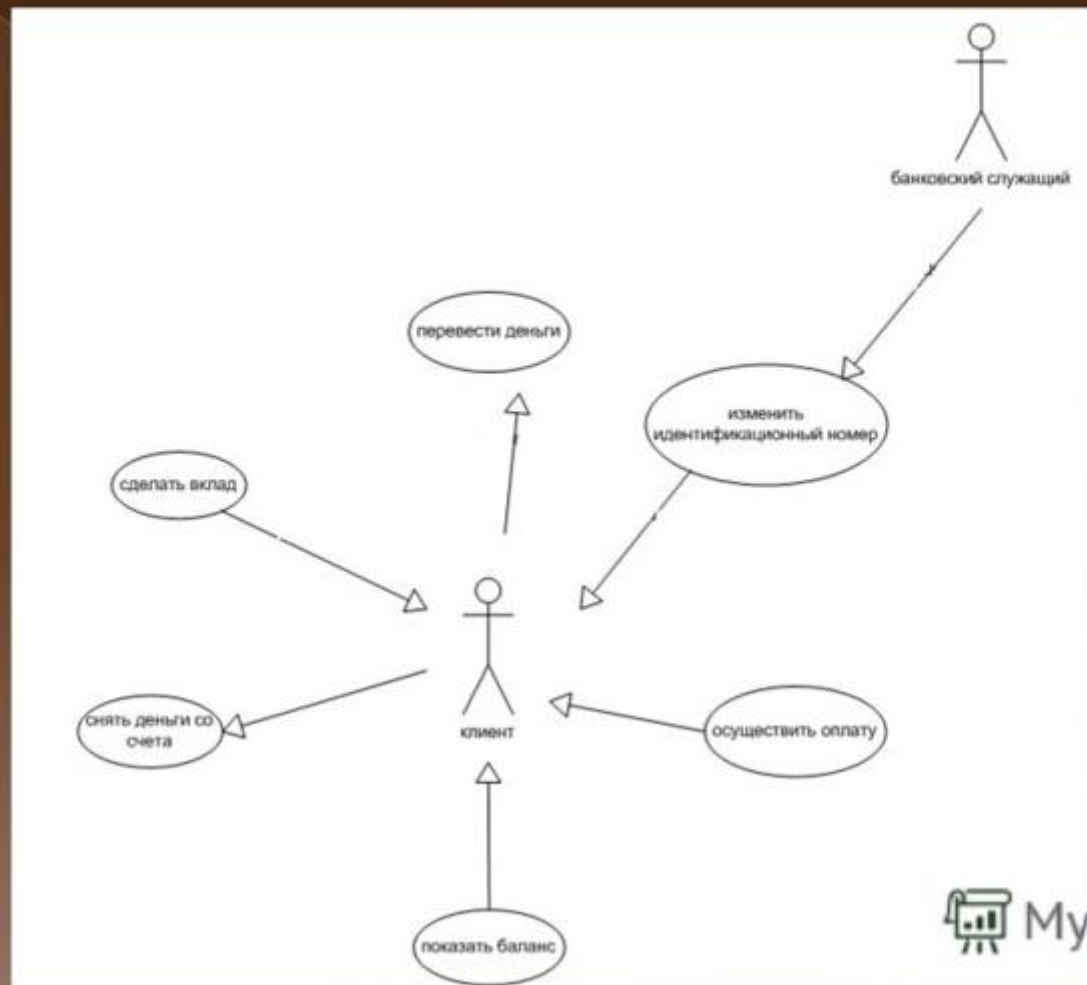 банковский служащий
перевести деньги
изменить
идентификационный номер
сделать вклад
снять деньги со
счета
клиент
осуществить оплату
показать баланс
My